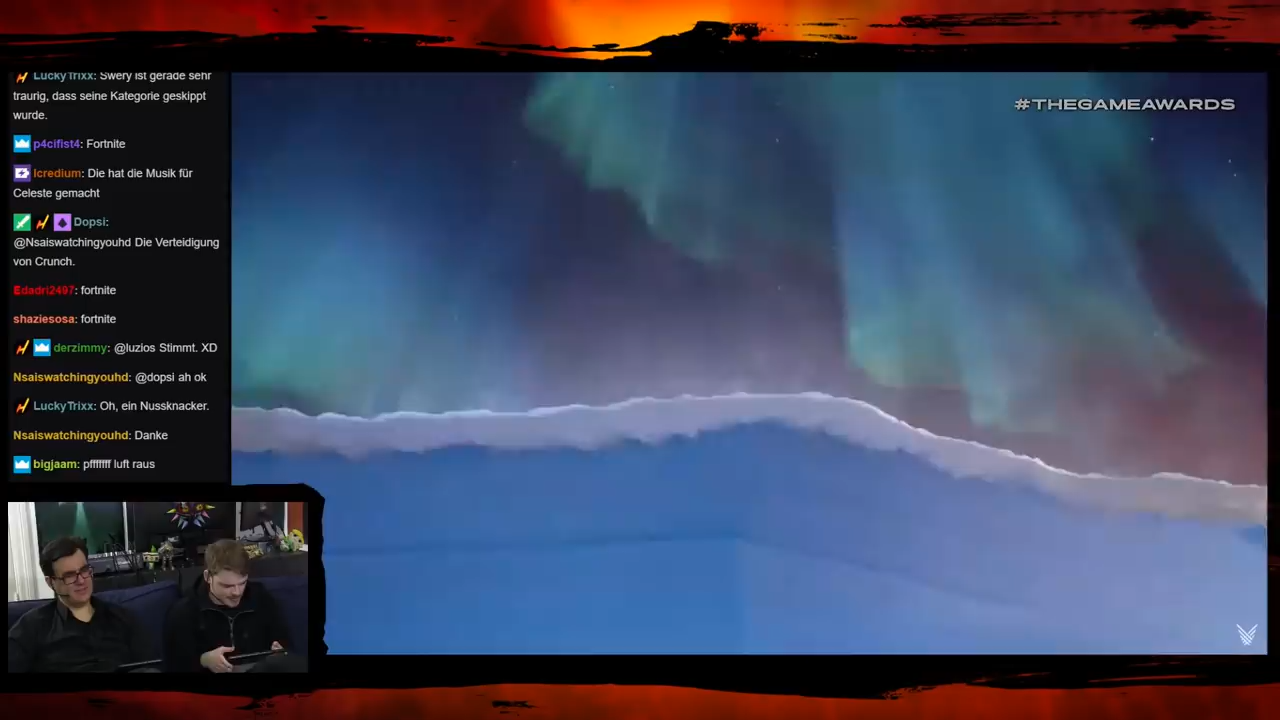 LuckyTrixx: Swery ist gerade sehr
traurig, dass seine Kategorie geskippt
wurde.
p4cifist4: Fortnite
Icredium: Die hat die Musik für
Celeste gemacht
Dopsi:
@Nsaiswatchingyouhd Die Verteidigung
von Crunch.
Edadri2497: fortnite
shaziesosa: fortnite
derzimmy: @luzios Stimmt. XD
Nsaiswatchingyouhd: @dopsi ah ok
LuckyTrixx: Oh, ein Nussknacker.
Nsaiswatchingyouhd: Danke
bigjaam: pfffffff luft raus
#THEGAMEAWARDS